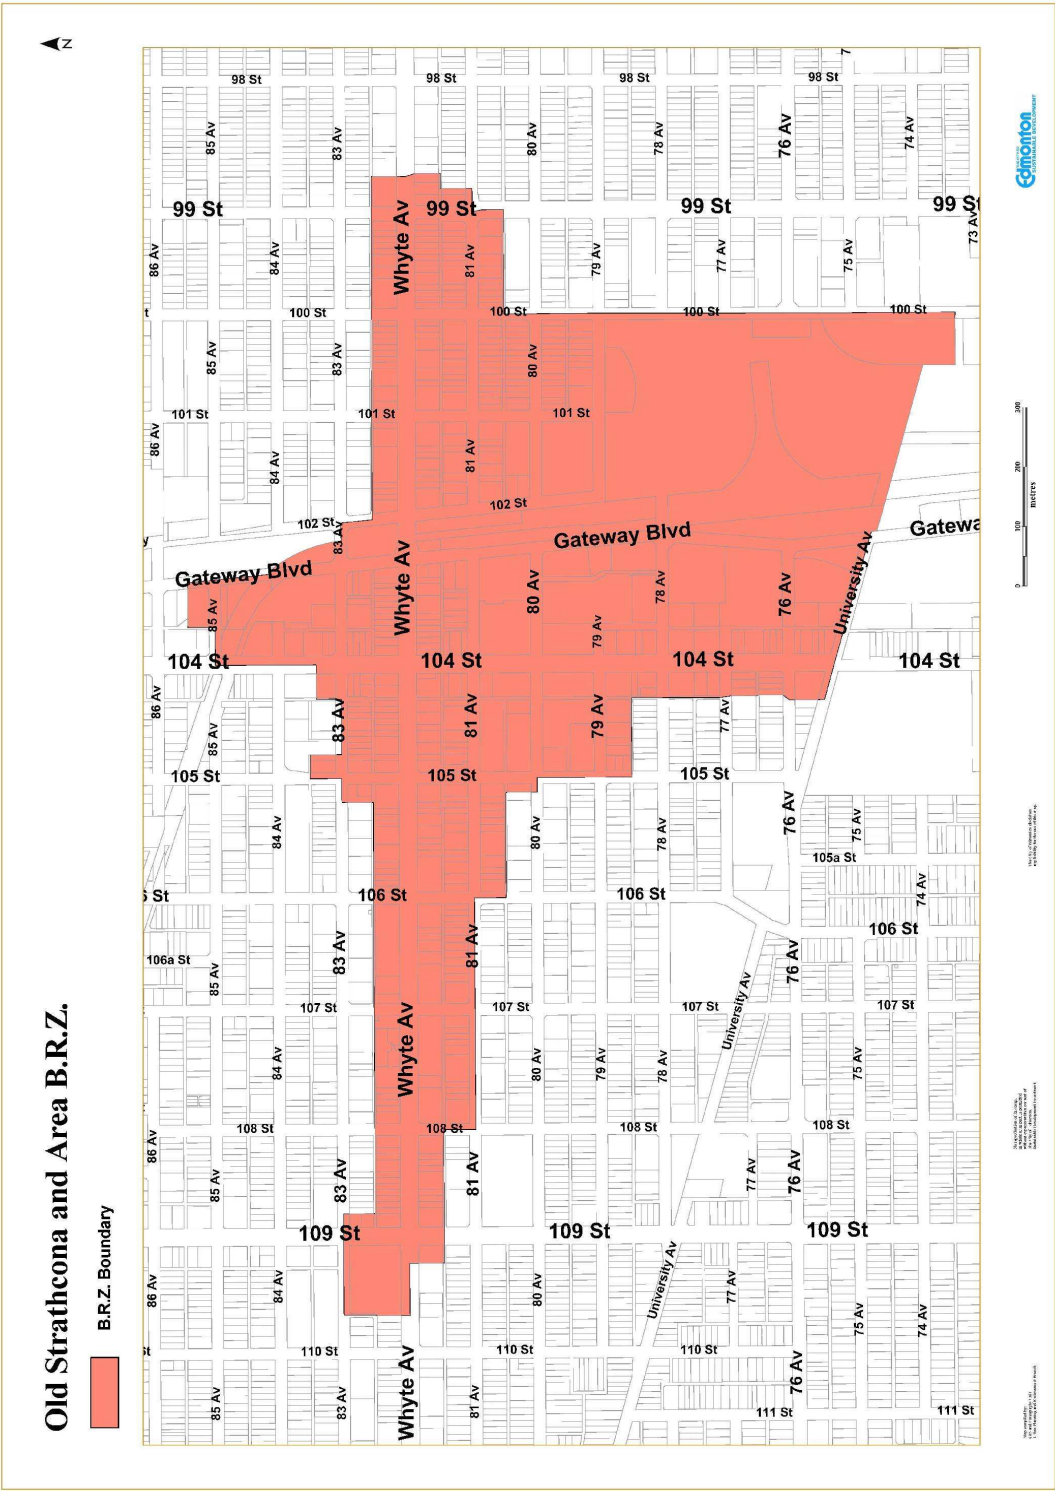 N
98 St
98 St
98 St
98 St
7
85 Av
83 Av
80 Av
78 Av
76 Av
74 Av
Edmonton
SUSTAINABLE DEVELOPMENT
99 St
99 St
99 St
99 St
Whyte Av
73 Av
86 Av
84 Av
81 Av
79 Av
77 Av
75 Av
t
100 St
100 St
100 St
100 St
85 Av
83 Av
80 Av
101 St
101 St
101 St
86 Av
84 Av
81 Av
300
200
100
0
metres
102 St
102 St
83 Av
y
Gateway Blvd
Gateway Blvd
Gatewa
Whyte Av
University Av
85 Av
80 Av
78 Av
76 Av
79 Av
104 St
104 St
104 St
104 St
86 Av
83 Av
85 Av
81 Av
79 Av
77 Av
105 St
105 St
105 St
84 Av
80 Av
78 Av
76 Av
75 Av
105a St
6 St
106 St
106 St
74 Av
106 St
106a St
85 Av
83 Av
81 Av
76 Av
107 St
107 St
107 St
107 St
University Av
Whyte Av
84 Av
80 Av
79 Av
78 Av
75 Av
108 St
108 St
108 St
108 St
86 Av
85 Av
83 Av
81 Av
77 Av
76 Av
109 St
109 St
109 St
86 Av
84 Av
80 Av
University Av
77 Av
75 Av
74 Av
St
110 St
110 St
110 St
85 Av
83 Av
Whyte Av
81 Av
76 Av
111 St
111 St
Old Strathcona and Area B.R.Z.
B.R.Z. Boundary